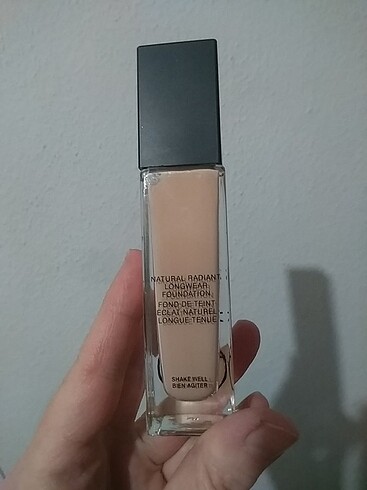 NATURAL RADIANT
LONGWEAR
FOUNDATION
FOND DE TEINT
ÉCLAT NATUREL
LONGUE TENUE
SHAKE WELL
BIEN AGITER